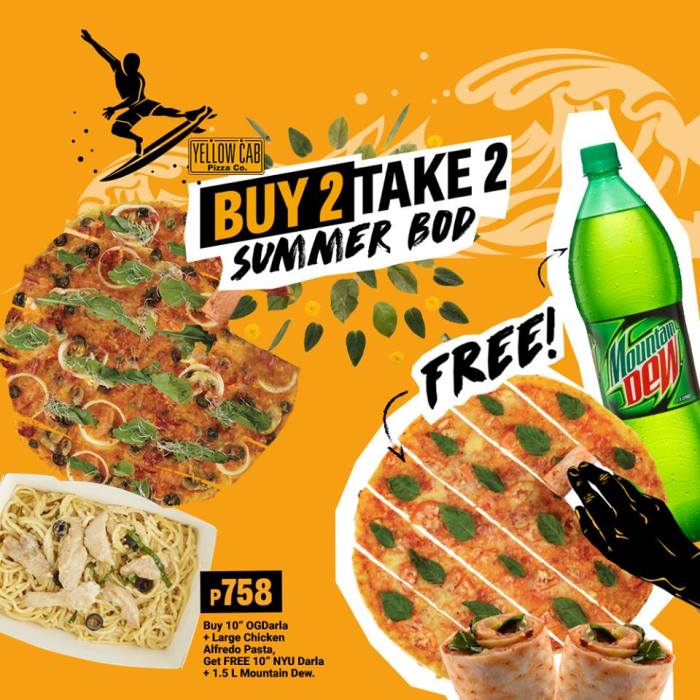 YELLOW CAB
Pizza Co.
BUY 2 TAKE 2
SUMMER BOD
FREE!
Mountain
DEW
P758
Buy 10" OGDarla
+ Large Chicken
Alfredo Pasta,
Get FREE 10" NYU Darla
+ 1.5 L Mountain Dew.